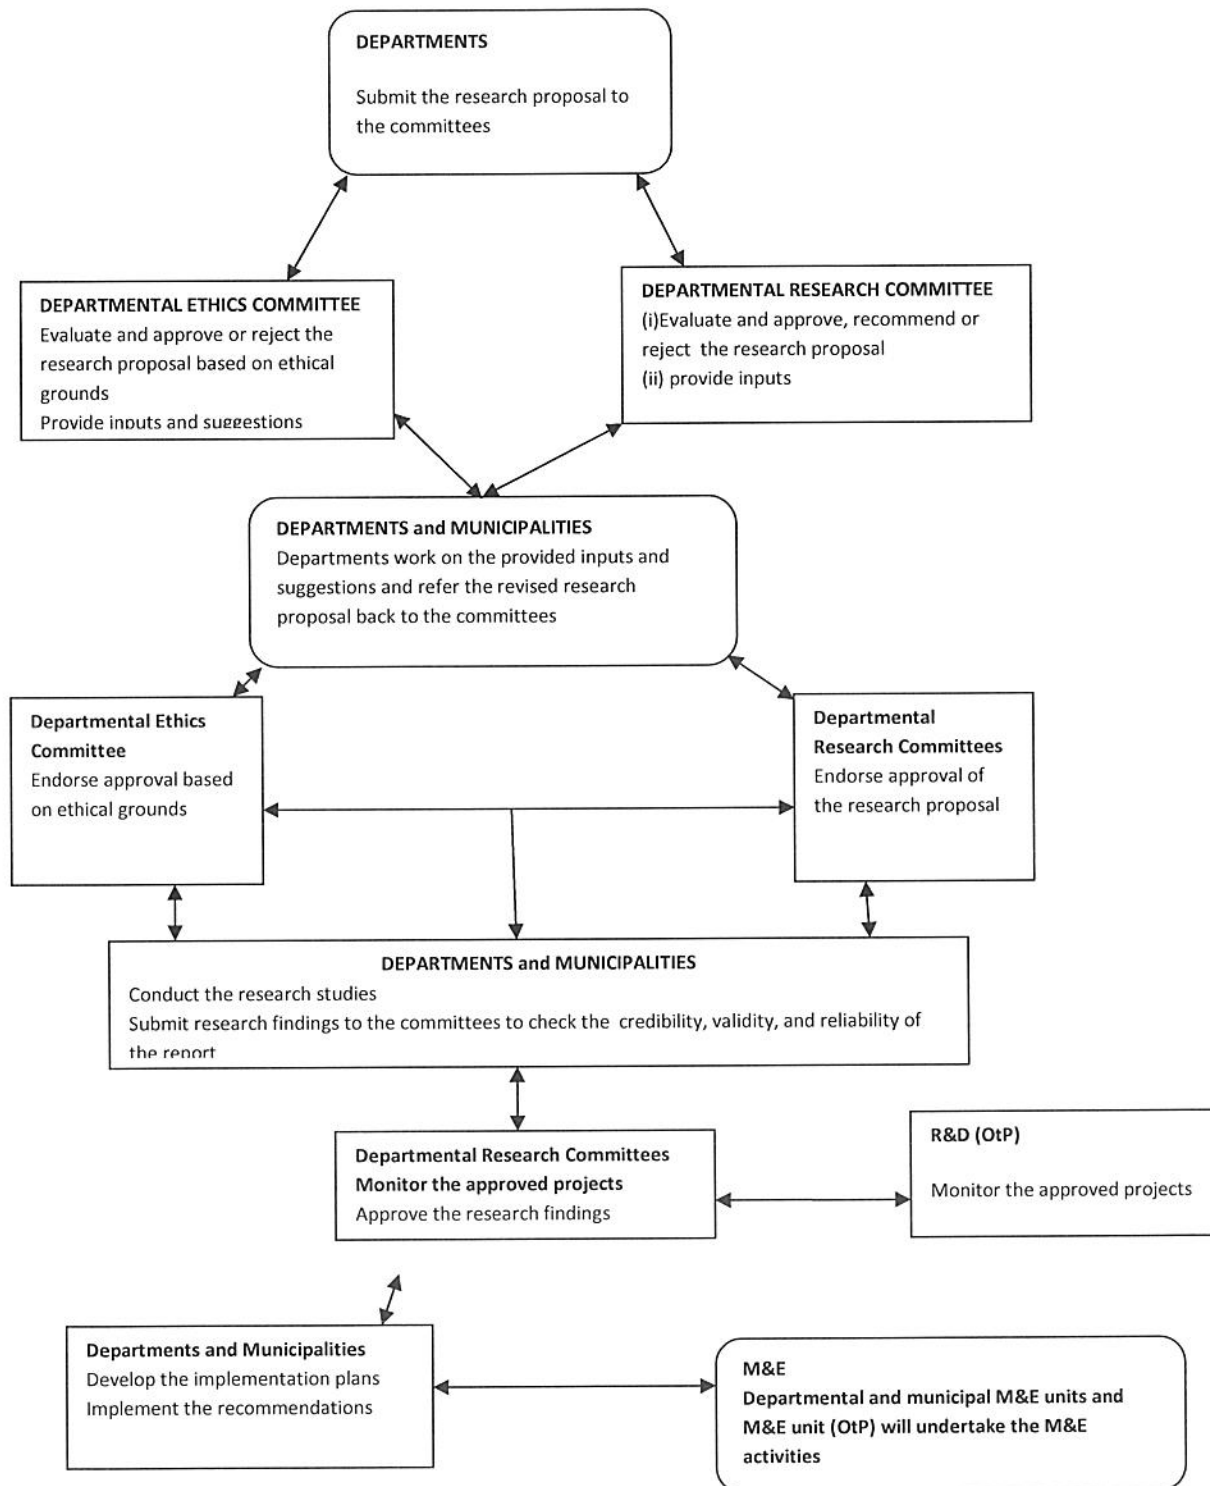 DEPARTMENTS
Submit the research proposal to
the committees
DEPARTMENTAL ETHICS COMMITTEE
Evaluate and approve or reject the
research proposal based on ethical
grounds
Provide inputs and suggestions
DEPARTMENTAL RESEARCH COMMITTEE
(i)Evaluate and approve, recommend or
reject the research proposal
(ii) provide inputs
DEPARTMENTS and MUNICIPALITIES
Departments work on the provided inputs and
suggestions and refer the revised research
proposal back to the committees
Departmental Ethics
Committee
Endorse approval based
on ethical grounds
Departmental
Research Committees
Endorse approval of
the research proposal
DEPARTMENTS and MUNICIPALITIES
Conduct the research studies
Submit research findings to the committees to check the credibility, validity, and reliability of
the report
Departmental Research Committees
Monitor the approved projects
Approve the research findings
R&D (OtP)
Monitor the approved projects
Departments and Municipalities
Develop the implementation plans
Implement the recommendations
M&E
Departmental and municipal M&E units and
M&E unit (OtP) will undertake the M&E
activities